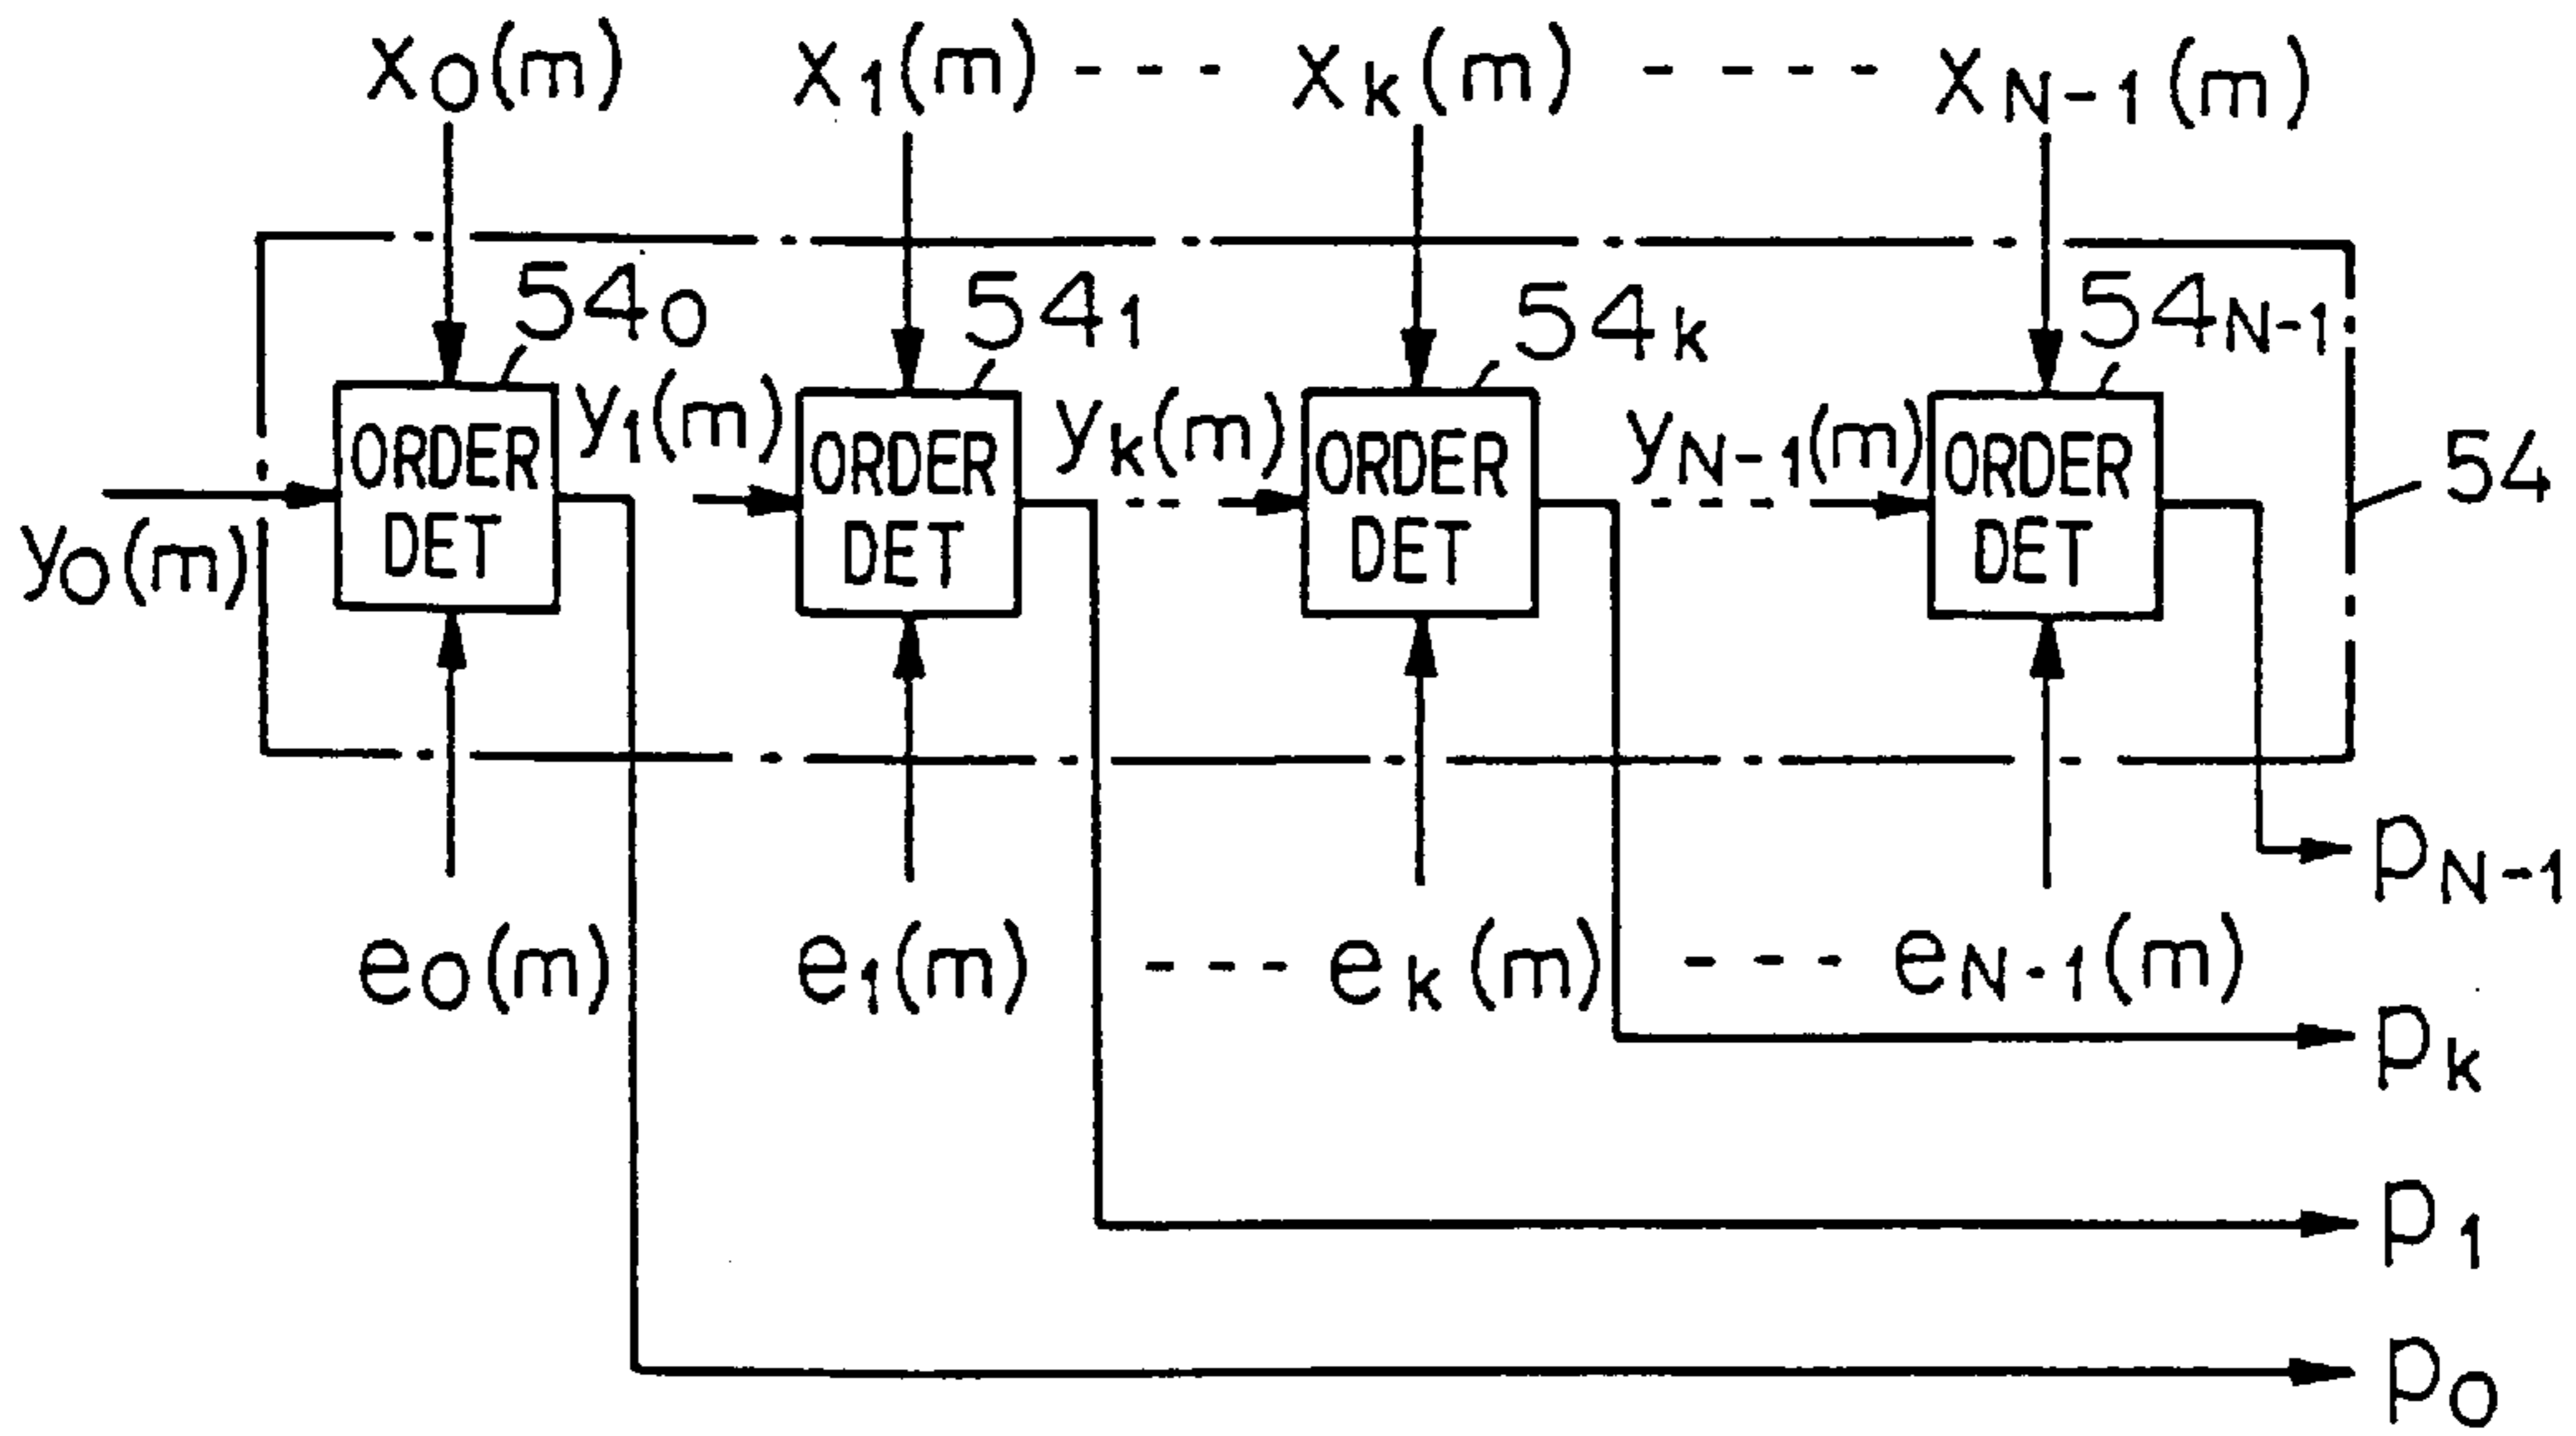 x0(m) x1(m) --- xk(m) ---- xN-1(m)
540 541 54k 54N-1
y1(m) yk(m) yN-1(m)
ORDER DET ORDER DET ORDER DET ORDER DET
54
y0(m)
pN-1
e0(m) e1(m) --- ek(m) --- eN-1(m)
pk
p1
p0